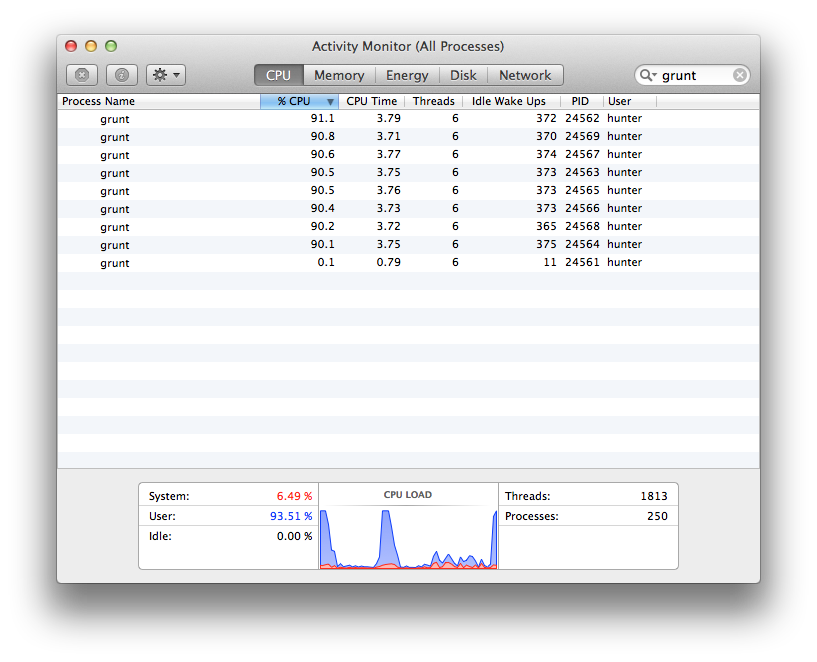 Activity Monitor (All Processes)
CPU Memory Energy Disk Network grunt
Process Name % CPU CPU Time Threads Idle Wake Ups PID User
grunt 91.1 3.79 6 372 24562 hunter
grunt 90.8 3.71 6 370 24569 hunter
grunt 90.6 3.77 6 374 24567 hunter
grunt 90.5 3.75 6 373 24563 hunter
grunt 90.5 3.76 6 373 24565 hunter
grunt 90.4 3.73 6 373 24566 hunter
grunt 90.2 3.72 6 365 24568 hunter
grunt 90.1 3.75 6 375 24564 hunter
grunt 0.1 0.79 6 11 24561 hunter
System: 6.49 % CPU LOAD Threads: 1813
User: 93.51 % Processes: 250
Idle: 0.00 %